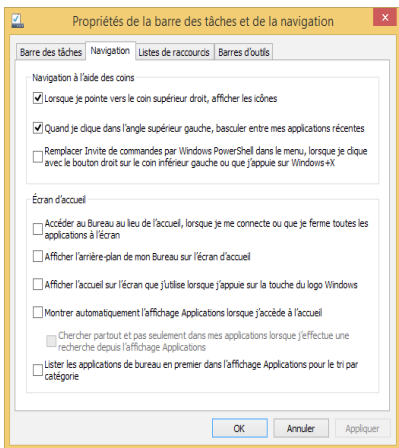 Propriétés de la barre des tâches et de la navigation
Barre des tâches Navigation Listes de raccourcis Barres d'outils
Navigation à l'aide des coins
Lorsque je pointe vers le coin supérieur droit, afficher les icônes
Quand je clique dans l'angle supérieur gauche, basculer entre mes applications récentes
Remplacer Invite de commandes par Windows PowerShell dans le menu, lorsque je clique
avec le bouton droit sur le coin inférieur gauche ou que j'appuie sur Windows+X
Écran d'accueil
Accéder au Bureau au lieu de l'accueil, lorsque je me connecte ou que je ferme toutes les
applications à l'écran
Afficher l'arrière-plan de mon Bureau sur l'écran d'accueil
Afficher l'accueil sur l'écran que j'utilise lorsque j'appuie sur la touche du logo Windows
Montrer automatiquement l'affichage Applications lorsque j'accède à l'accueil
Chercher partout et pas seulement dans mes applications lorsque j'effectue une
recherche depuis l'affichage Applications
Lister les applications de bureau en premier dans l'affichage Applications pour le tri par
catégorie
OK Annuler Appliquer